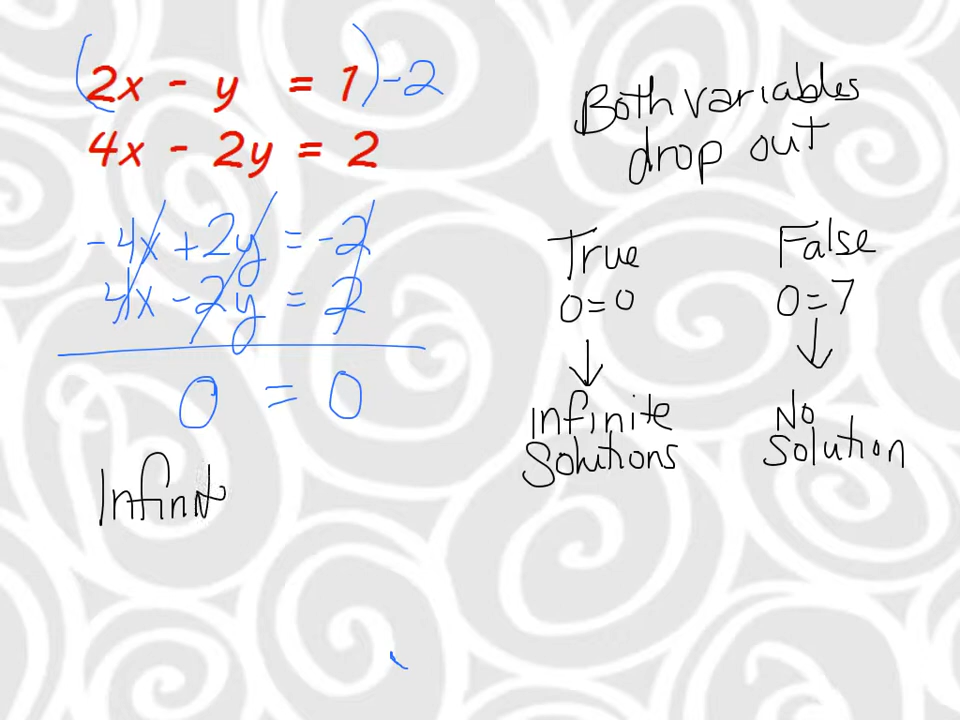 (2x - y = 1) -2
4x - 2y = 2
-4x + 2y = -2
4x - 2y = 2
0 = 0
Infinit
Both variables
drop out
True
0=0
Infinite
Solutions
False
0=7
No
Solution